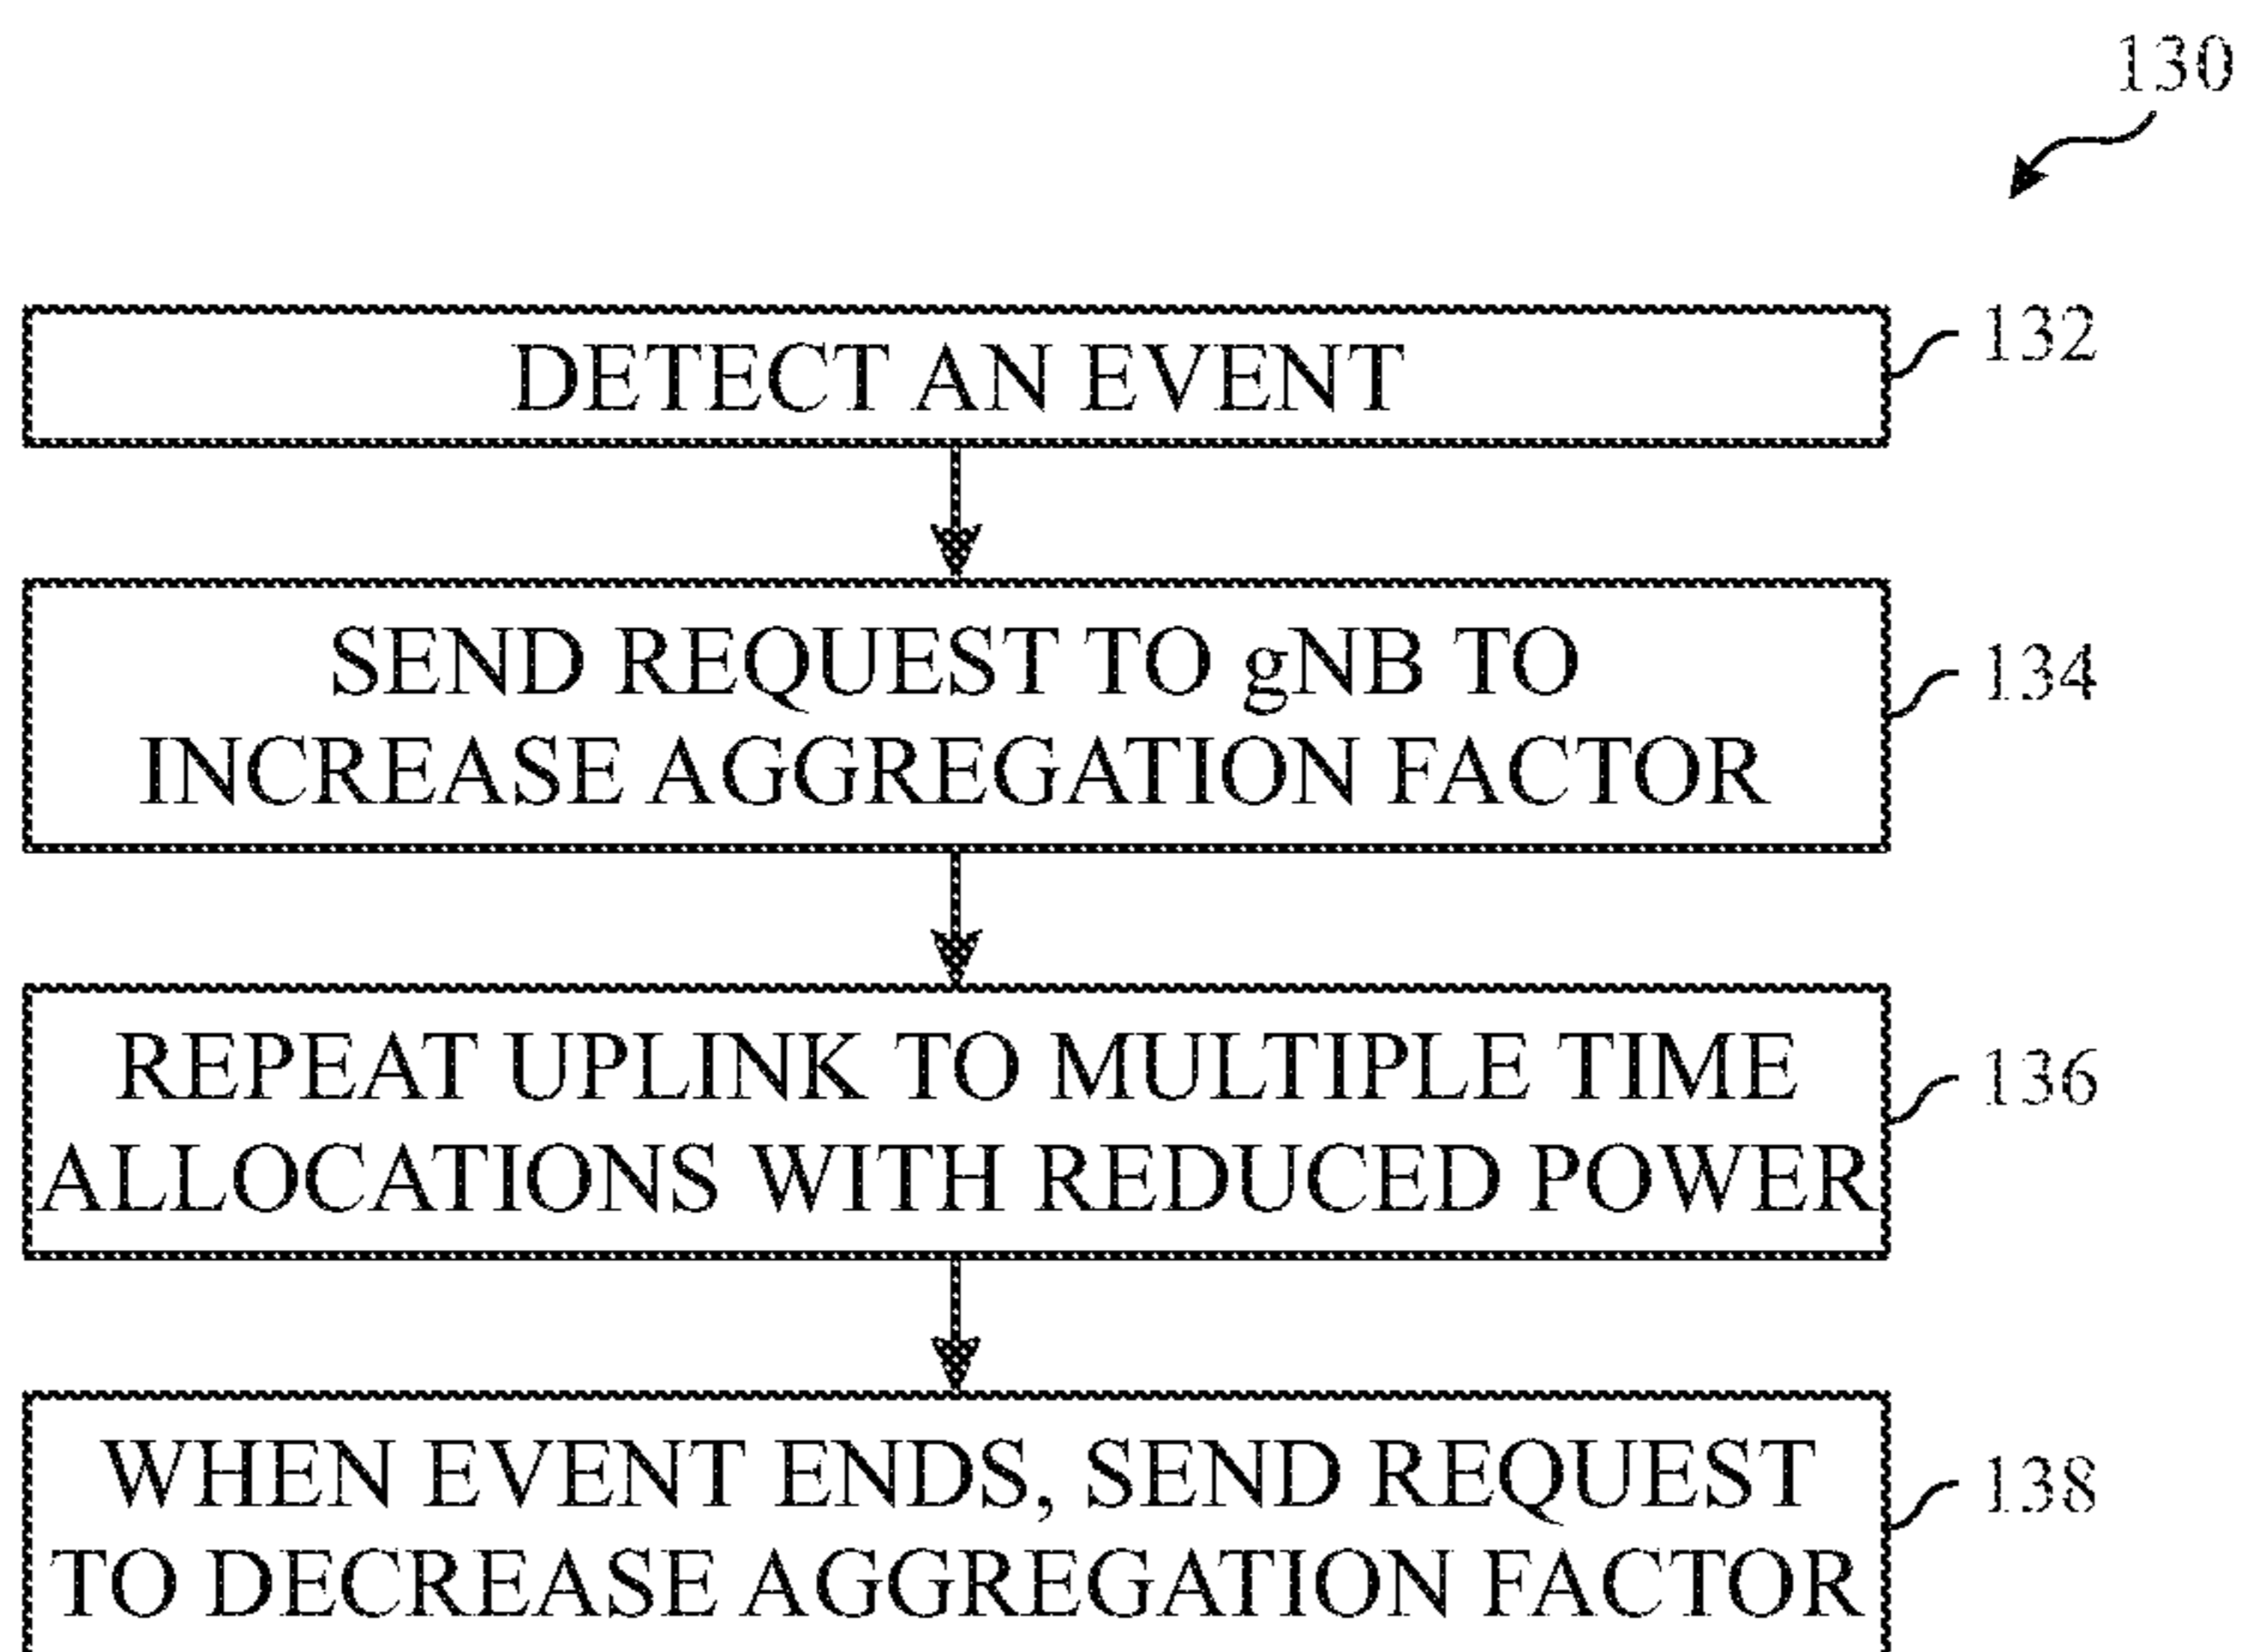 130
DETECT AN EVENT
132
SEND REQUEST TO gNB TO
INCREASE AGGREGATION FACTOR
134
REPEAT UPLINK TO MULTIPLE TIME
ALLOCATIONS WITH REDUCED POWER
136
WHEN EVENT ENDS, SEND REQUEST
TO DECREASE AGGREGATION FACTOR
138